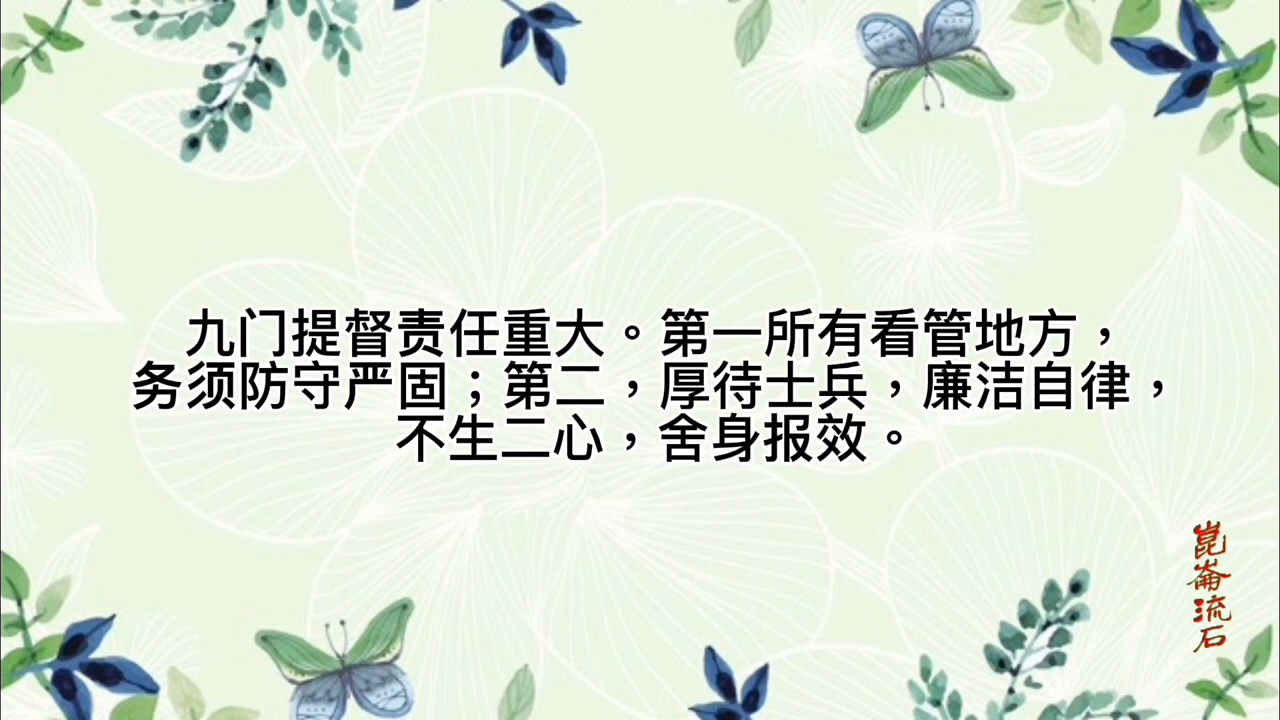 九门提督责任重大。第一所有看管地方，
务须防守严固；第二，厚待士兵，廉洁自律，
不生二心，舍身报效。
崑崙流石